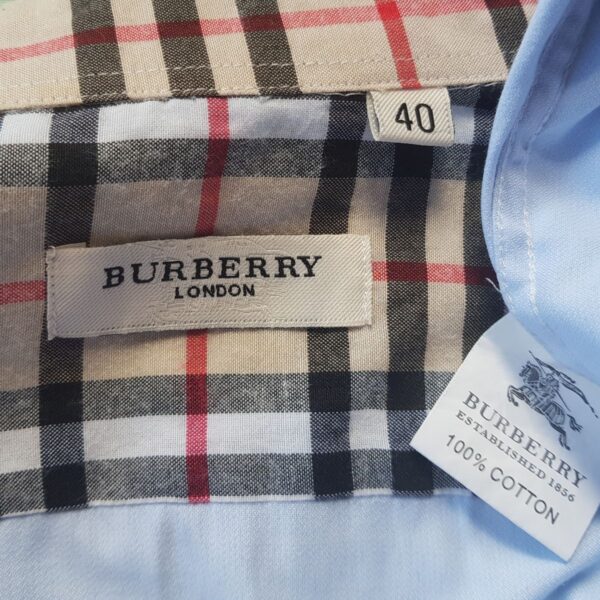 40
BURBERRY
LONDON
BURBERRY
ESTABLISHED 1856
100% COTTON